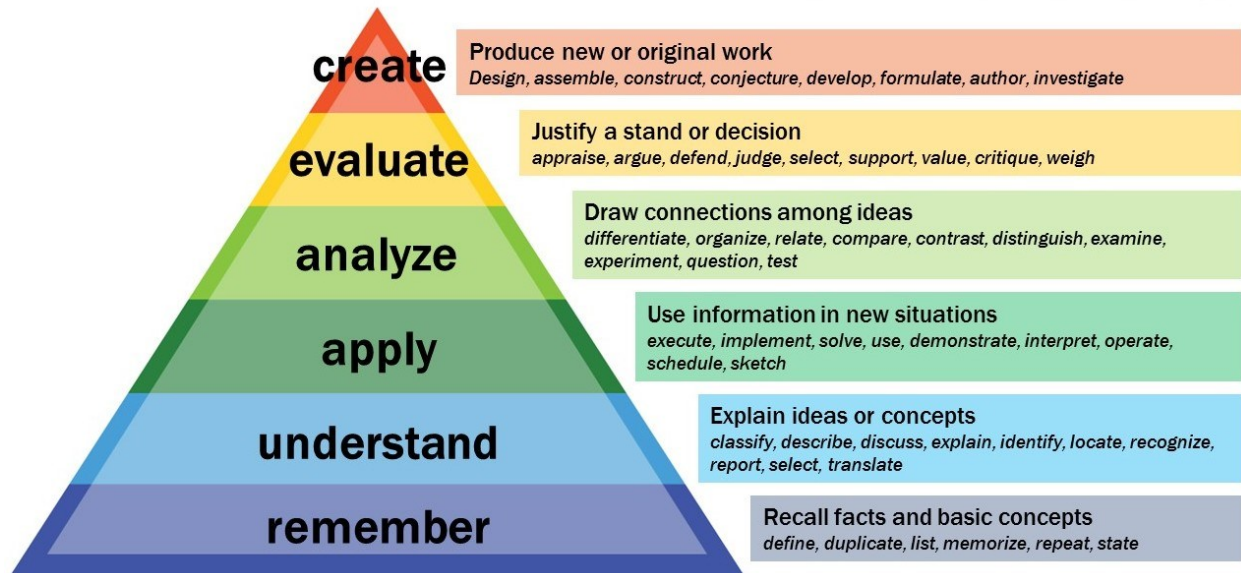 create
Produce new or original work
Design, assemble, construct, conjecture, develop, formulate, author, investigate
evaluate
Justify a stand or decision
appraise, argue, defend, judge, select, support, value, critique, weigh
analyze
Draw connections among ideas
differentiate, organize, relate, compare, contrast, distinguish, examine,
experiment, question, test
apply
Use information in new situations
execute, implement, solve, use, demonstrate, interpret, operate,
schedule, sketch
understand
Explain ideas or concepts
classify, describe, discuss, explain, identify, locate, recognize,
report, select, translate
remember
Recall facts and basic concepts
define, duplicate, list, memorize, repeat, state